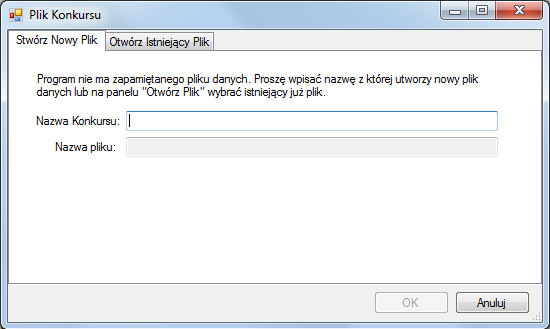 Plik Konkursu
Stwórz Nowy Plik
Otwórz Istniejący Plik
Program nie ma zapamiętanego pliku danych. Proszę wpisać nazwę z której utworzy nowy plik
danych lub na panelu "Otwórz Plik" wybrać istniejący już plik.
Nazwa Konkursu:
Nazwa pliku:
OK
Anuluj